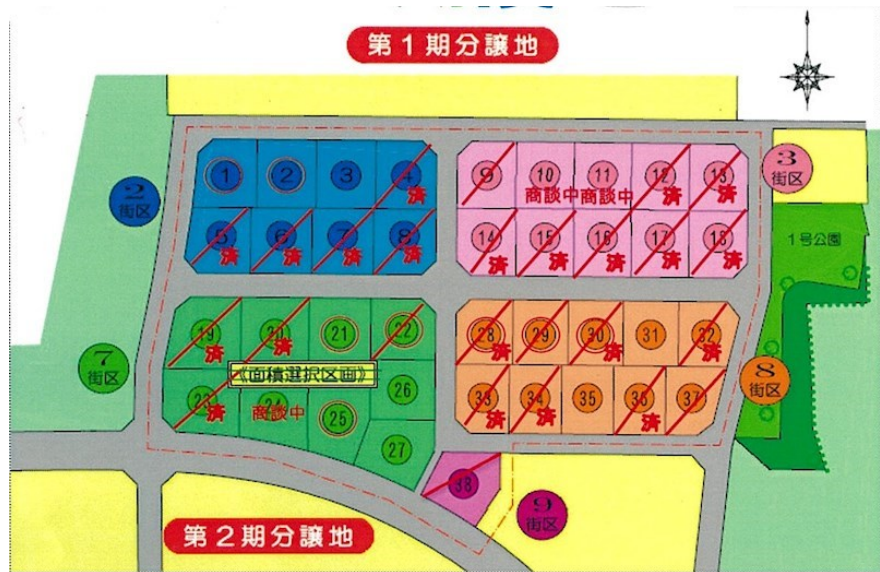 第1期分譲地
1 2 3 4 済
5 済 6 済 7 済 8 済
2 街区
9 10 商談中 11 商談中 12 済 13 済
14 済 15 済 16 済 17 済 18 済
3 街区
1号公園
19 済 20 済 21 22
《面積選択区画》
23 済 24 商談中 25 26
27
7 街区
28 済 29 済 30 済 31 32 済
33 済 34 済 35 36 済 37
8 街区
38
9 街区
第2期分譲地